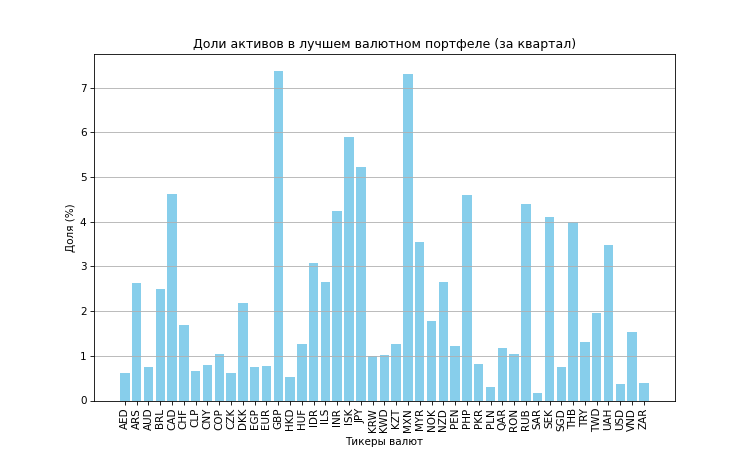 Доли активов в лучшем валютном портфеле (за квартал)
Доля (%)
7
6
5
4
3
2
1
0
AED ARS AUD BRL CAD CHF CLP CNY COP CZK DKK EGP EUR GBP HKD HUF IDR ILS INR ISK JPY KRW KWD KZT MXN MYR NOK NZD PEN PHP PKR PLN QAR RON RUB SAR SEK SGD THB TRY TWD UAH USD VND ZAR
Тикеры валют